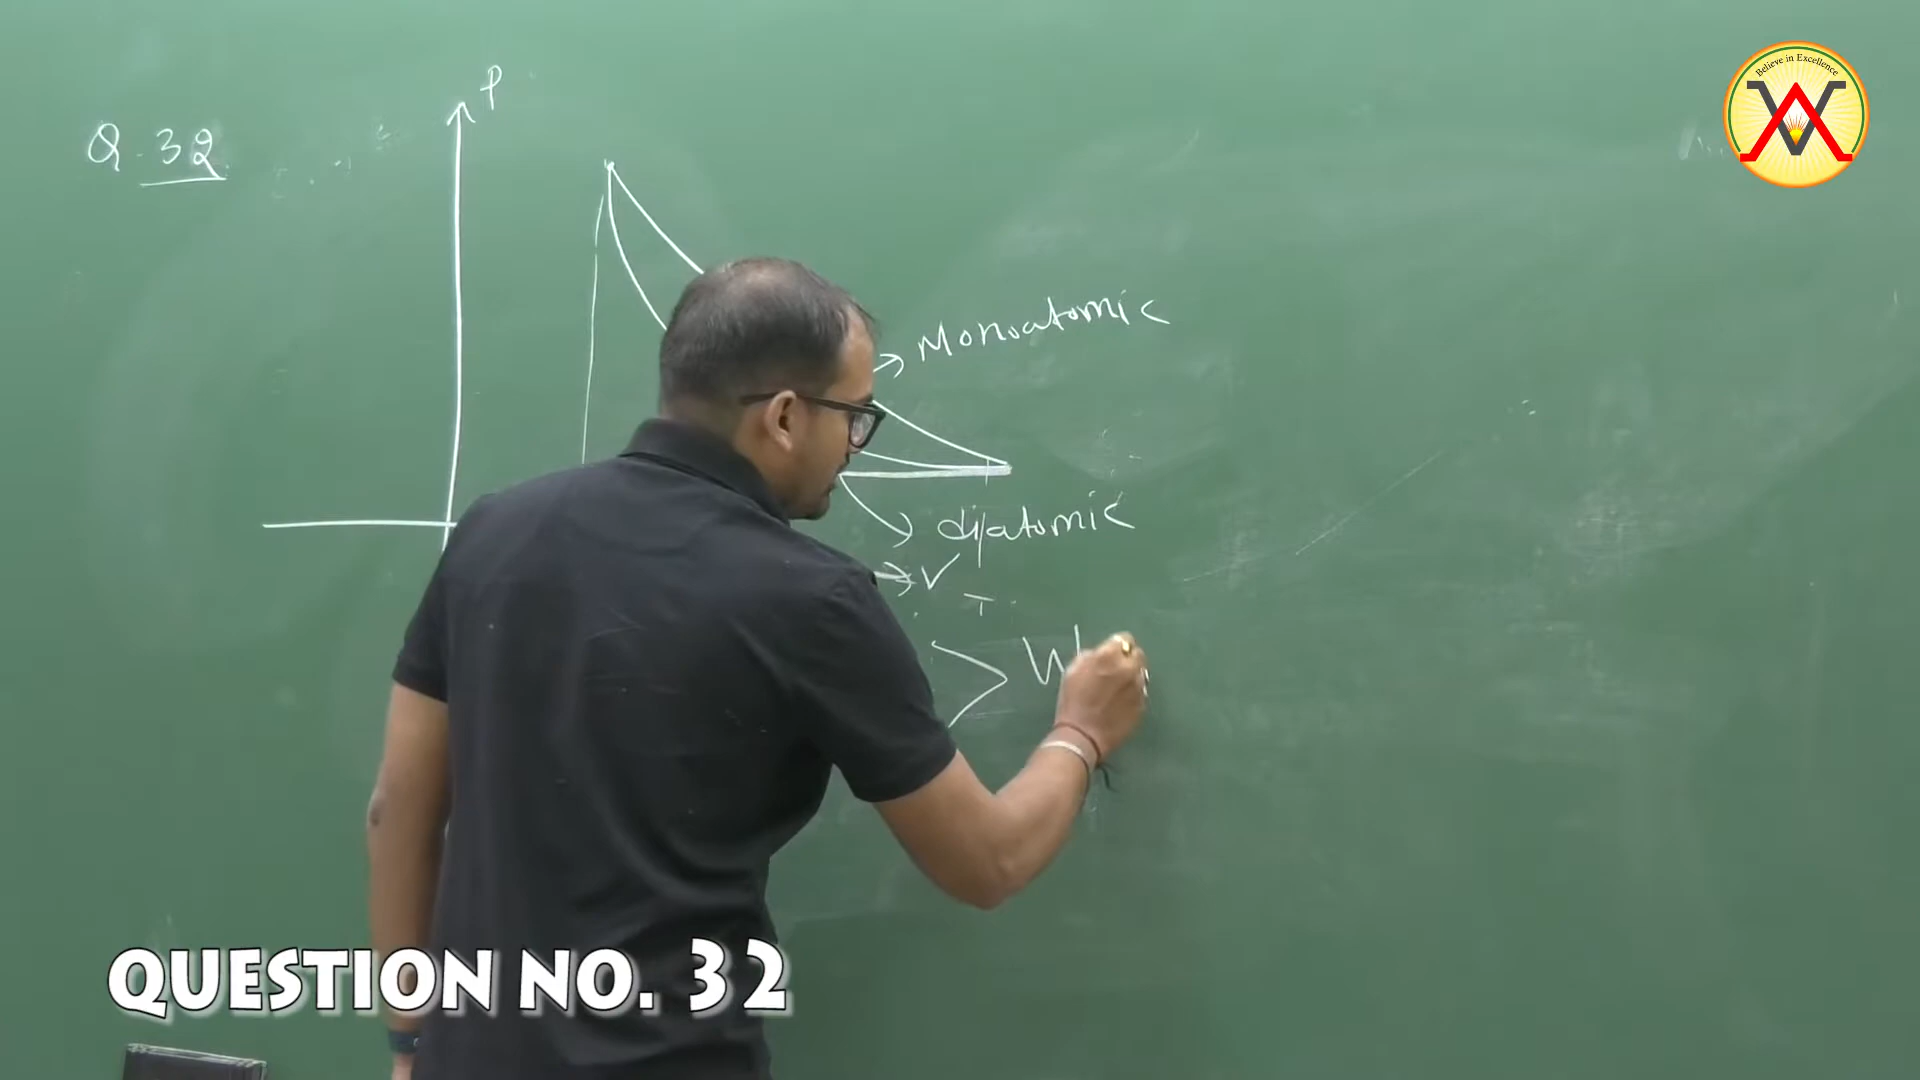 Believe in Excellence
P
Q. 32
Monoatomic
diatomic
V
> W
QUESTION NO. 32